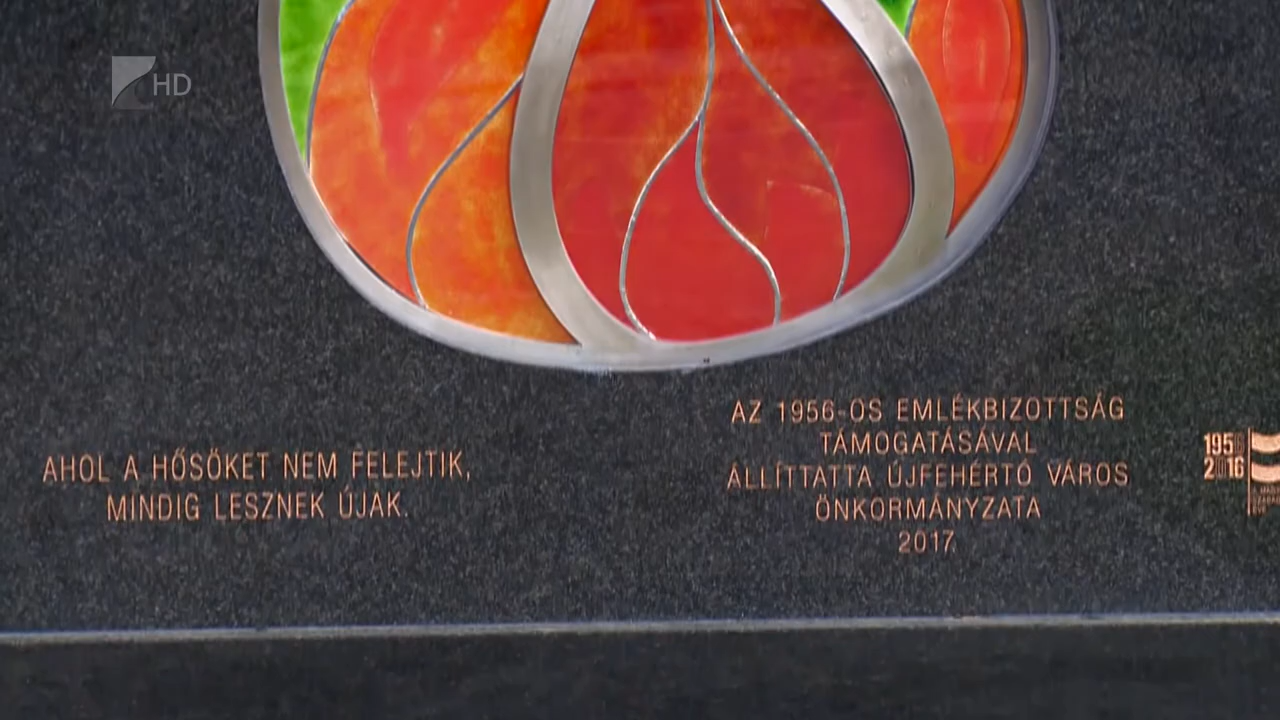 HD
AHOL A HŐSÖKET NEM FELEJTIK,
MINDIG LESZNEK ÚJAK.
AZ 1956-OS EMLÉKBIZOTTSÁG
TÁMOGATÁSÁVAL
ÁLLÍTTATTA ÚJFEHÉRTÓ VÁROS
ÖNKORMÁNYZATA
2017
1956
2016